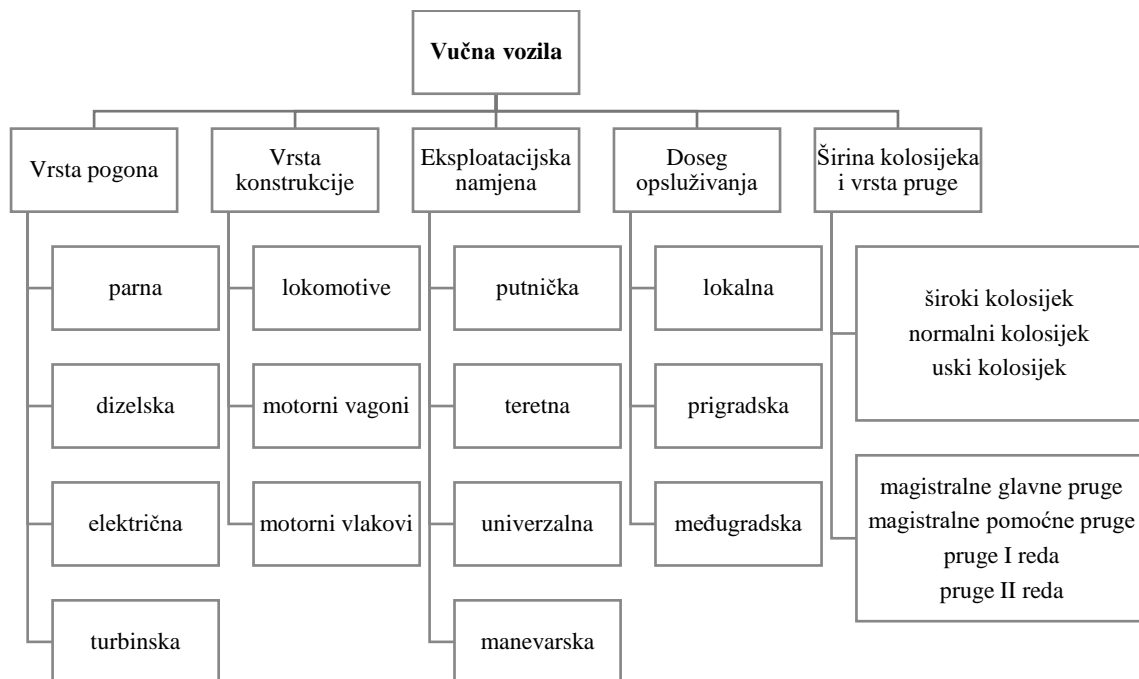 Vučna vozila
Vrsta pogona
parna
dizelska
električna
turbinska
Vrsta
konstrukcije
lokomotive
motorni vagoni
motorni vlakovi
Eksploatacijska
namjena
putnička
teretna
univerzalna
manevarska
Doseg
opsluživanja
lokalna
prigradska
međugradska
Širina kolosijeka
i vrsta pruge
široki kolosijek
normalni kolosijek
uski kolosijek
magistralne glavne pruge
magistralne pomoćne pruge
pruge I reda
pruge II reda